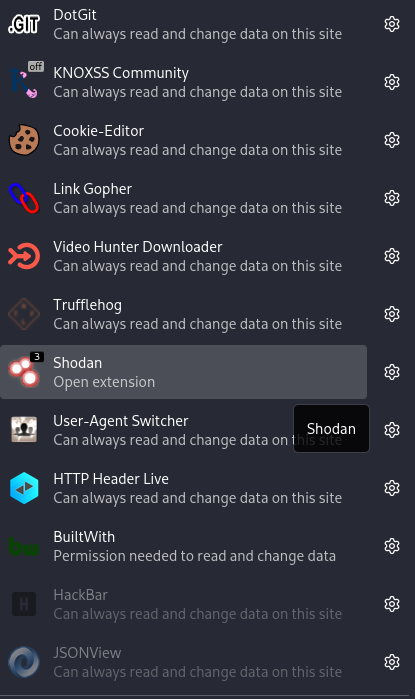 .GIT
DotGit
Can always read and change data on this site
off
KNOXSS Community
Can always read and change data on this site
Cookie-Editor
Can always read and change data on this site
Link Gopher
Can always read and change data on this site
Video Hunter Downloader
Can always read and change data on this site
Trufflehog
Can always read and change data on this site
3
Shodan
Open extension
User-Agent Switcher
Can always read and change data on this site
Shodan
HTTP Header Live
Can always read and change data on this site
bw
BuiltWith
Permission needed to read and change data
H
HackBar
Can always read and change data on this site
JSONView
Can always read and change data on this site